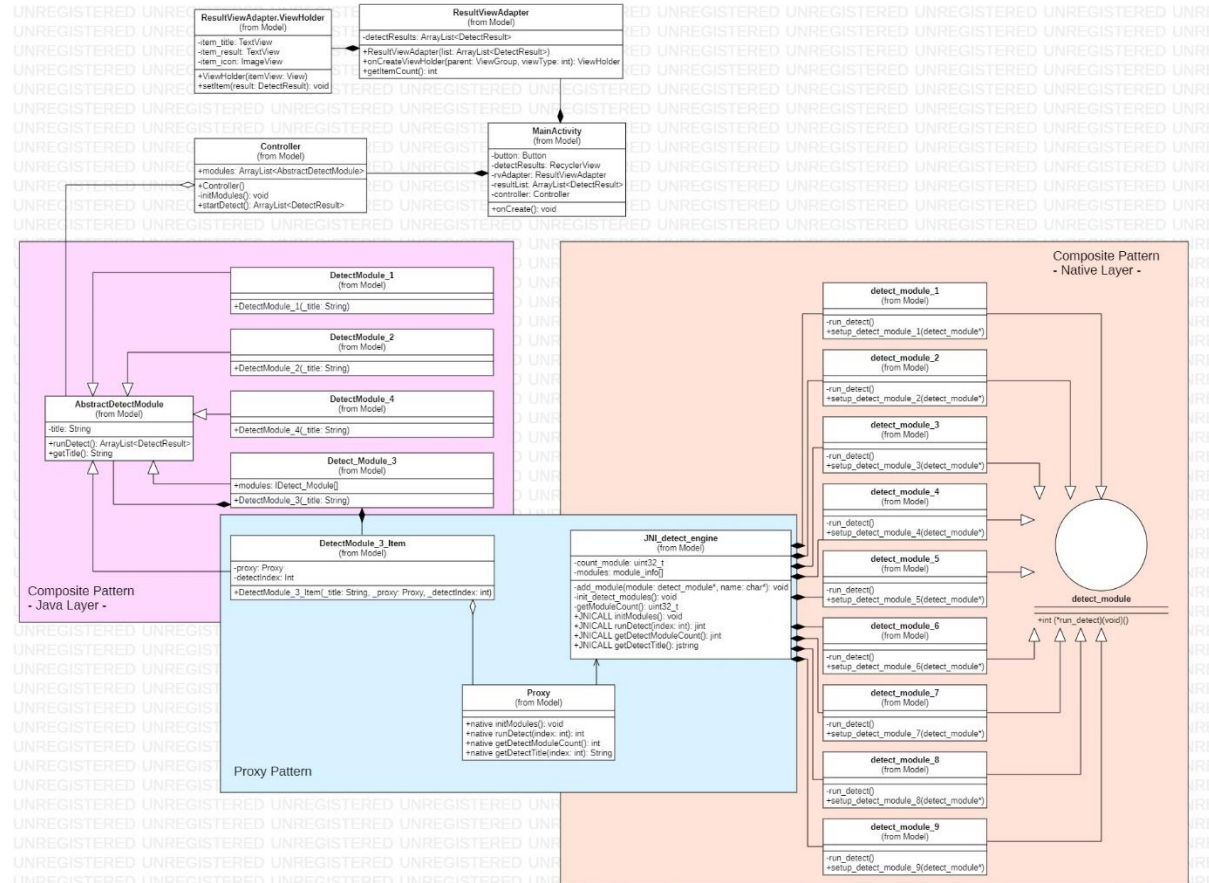 ResultViewAdapter.ViewHolder
(from Model)
-item_title: TextView
-item_result: TextView
-item_icon: ImageView
+ViewHolder(itemView: View)
+setItem(result: DetectResult): void
ResultViewAdapter
(from Model)
-detectResults: ArrayList<DetectResult>
+ResultViewAdapter(list: ArrayList<DetectResult>)
+onCreateViewHolder(parent: ViewGroup, viewType: int): ViewHolder
+getItemCount(): int
Controller
(from Model)
+modules: ArrayList<AbstractDetectModule>
+Controller()
-initModules(): void
+startDetect(): ArrayList<DetectResult>
MainActivity
(from Model)
-button: Button
-detectResults: RecyclerView
-rvAdapter: ResultViewAdapter
-resultList: ArrayList<DetectResult>
-controller: Controller
+onCreate(): void
DetectModule_1
(from Model)
+DetectModule_1(_title: String)
DetectModule_2
(from Model)
+DetectModule_2(_title: String)
DetectModule_4
(from Model)
+DetectModule_4(_title: String)
AbstractDetectModule
(from Model)
-title: String
+runDetect(): ArrayList<DetectResult>
+getTitle(): String
Detect_Module_3
(from Model)
+modules: IDetect_Module[]
+DetectModule_3(_title: String)
Composite Pattern
- Java Layer -
DetectModule_3_Item
(from Model)
-proxy: Proxy
-detectIndex: Int
+DetectModule_3_Item(_title: String, _proxy: Proxy, _detectIndex: int)
JNI_detect_engine
(from Model)
-count_module: uint32_t
-modules: module_info[]
-add_module(module: detect_module*, name: char*): void
-init_detect_modules(): void
-getModuleCount(): uint32_t
+JNICALL initModules(): void
+JNICALL runDetect(index: int): jint
+JNICALL getDetectModuleCount(): jint
+JNICALL getDetectTitle(): jstring
Proxy
(from Model)
+native initModules(): void
+native runDetect(index: int): int
+native getDetectModuleCount(): int
+native getDetectTitle(index: int): String
Proxy Pattern
Composite Pattern
- Native Layer -
detect_module_1
(from Model)
-run_detect()
+setup_detect_module_1(detect_module*)
detect_module_2
(from Model)
-run_detect()
+setup_detect_module_2(detect_module*)
detect_module_3
(from Model)
-run_detect()
+setup_detect_module_3(detect_module*)
detect_module_4
(from Model)
-run_detect()
+setup_detect_module_4(detect_module*)
detect_module_5
(from Model)
-run_detect()
+setup_detect_module_5(detect_module*)
detect_module_6
(from Model)
-run_detect()
+setup_detect_module_6(detect_module*)
detect_module_7
(from Model)
-run_detect()
+setup_detect_module_7(detect_module*)
detect_module_8
(from Model)
-run_detect()
+setup_detect_module_8(detect_module*)
detect_module_9
(from Model)
-run_detect()
+setup_detect_module_9(detect_module*)
detect_module
+int (*run_detect)(void)()